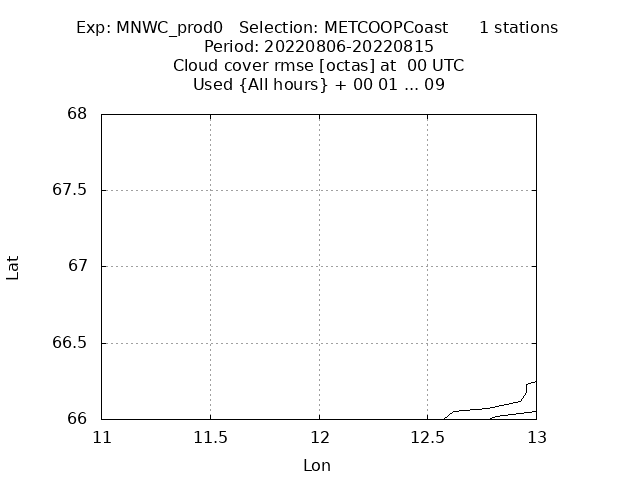 Exp: MNWC_prod0 Selection: METCOOPCoast 1 stations
Period: 20220806-20220815
Cloud cover rmse [octas] at 00 UTC
Used {All hours} + 00 01 ... 09
68
67.5
67
66.5
66
Lat
11 11.5 12 12.5 13
Lon